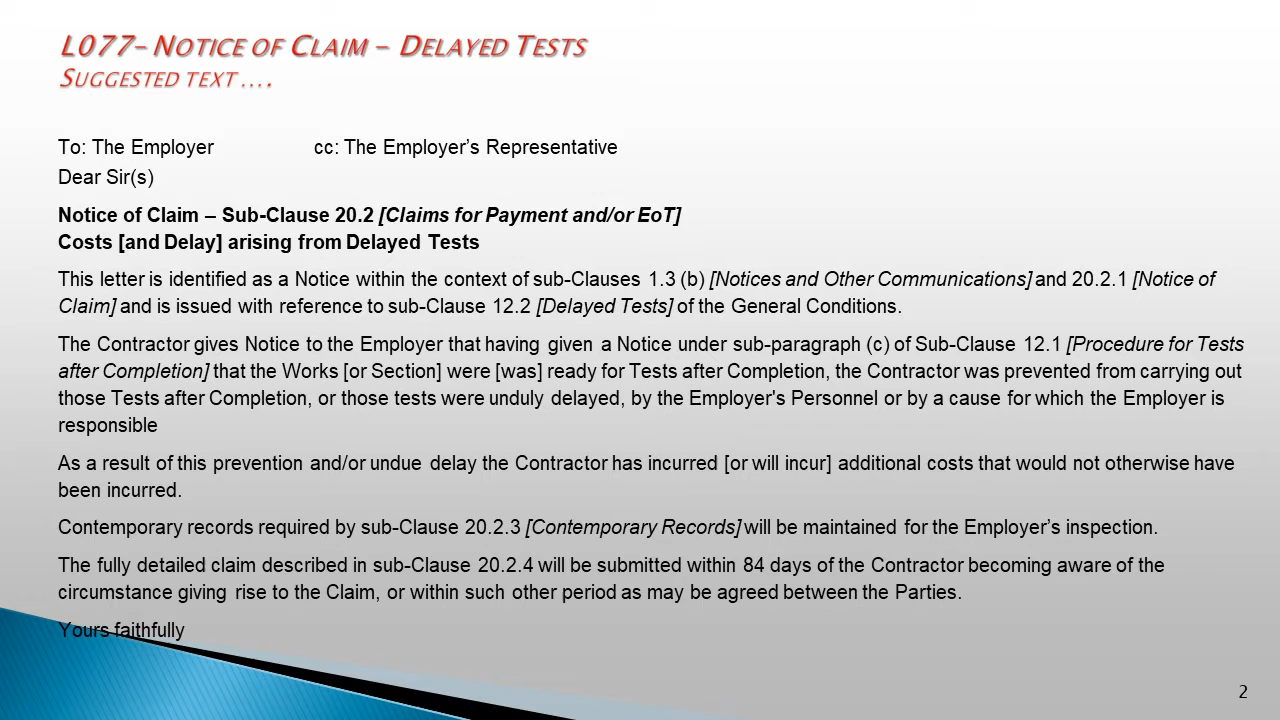 L077– NOTICE OF CLAIM – DELAYED TESTS
SUGGESTED TEXT ....
To: The Employer cc: The Employer’s Representative
Dear Sir(s)
Notice of Claim – Sub-Clause 20.2 [Claims for Payment and/or EoT]
Costs [and Delay] arising from Delayed Tests
This letter is identified as a Notice within the context of sub-Clauses 1.3 (b) [Notices and Other Communications] and 20.2.1 [Notice of
Claim] and is issued with reference to sub-Clause 12.2 [Delayed Tests] of the General Conditions.
The Contractor gives Notice to the Employer that having given a Notice under sub-paragraph (c) of Sub-Clause 12.1 [Procedure for Tests
after Completion] that the Works [or Section] were [was] ready for Tests after Completion, the Contractor was prevented from carrying out
those Tests after Completion, or those tests were unduly delayed, by the Employer's Personnel or by a cause for which the Employer is
responsible
As a result of this prevention and/or undue delay the Contractor has incurred [or will incur] additional costs that would not otherwise have
been incurred.
Contemporary records required by sub-Clause 20.2.3 [Contemporary Records] will be maintained for the Employer’s inspection.
The fully detailed claim described in sub-Clause 20.2.4 will be submitted within 84 days of the Contractor becoming aware of the
circumstance giving rise to the Claim, or within such other period as may be agreed between the Parties.
Yours faithfully
2